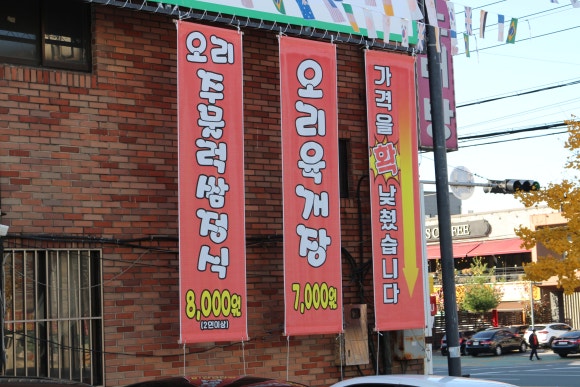 오리
주물럭쌈정식
8,000원
(2인이상)
오리육개장
7,000원
가격을
확
낮췄습니다
COFFEE